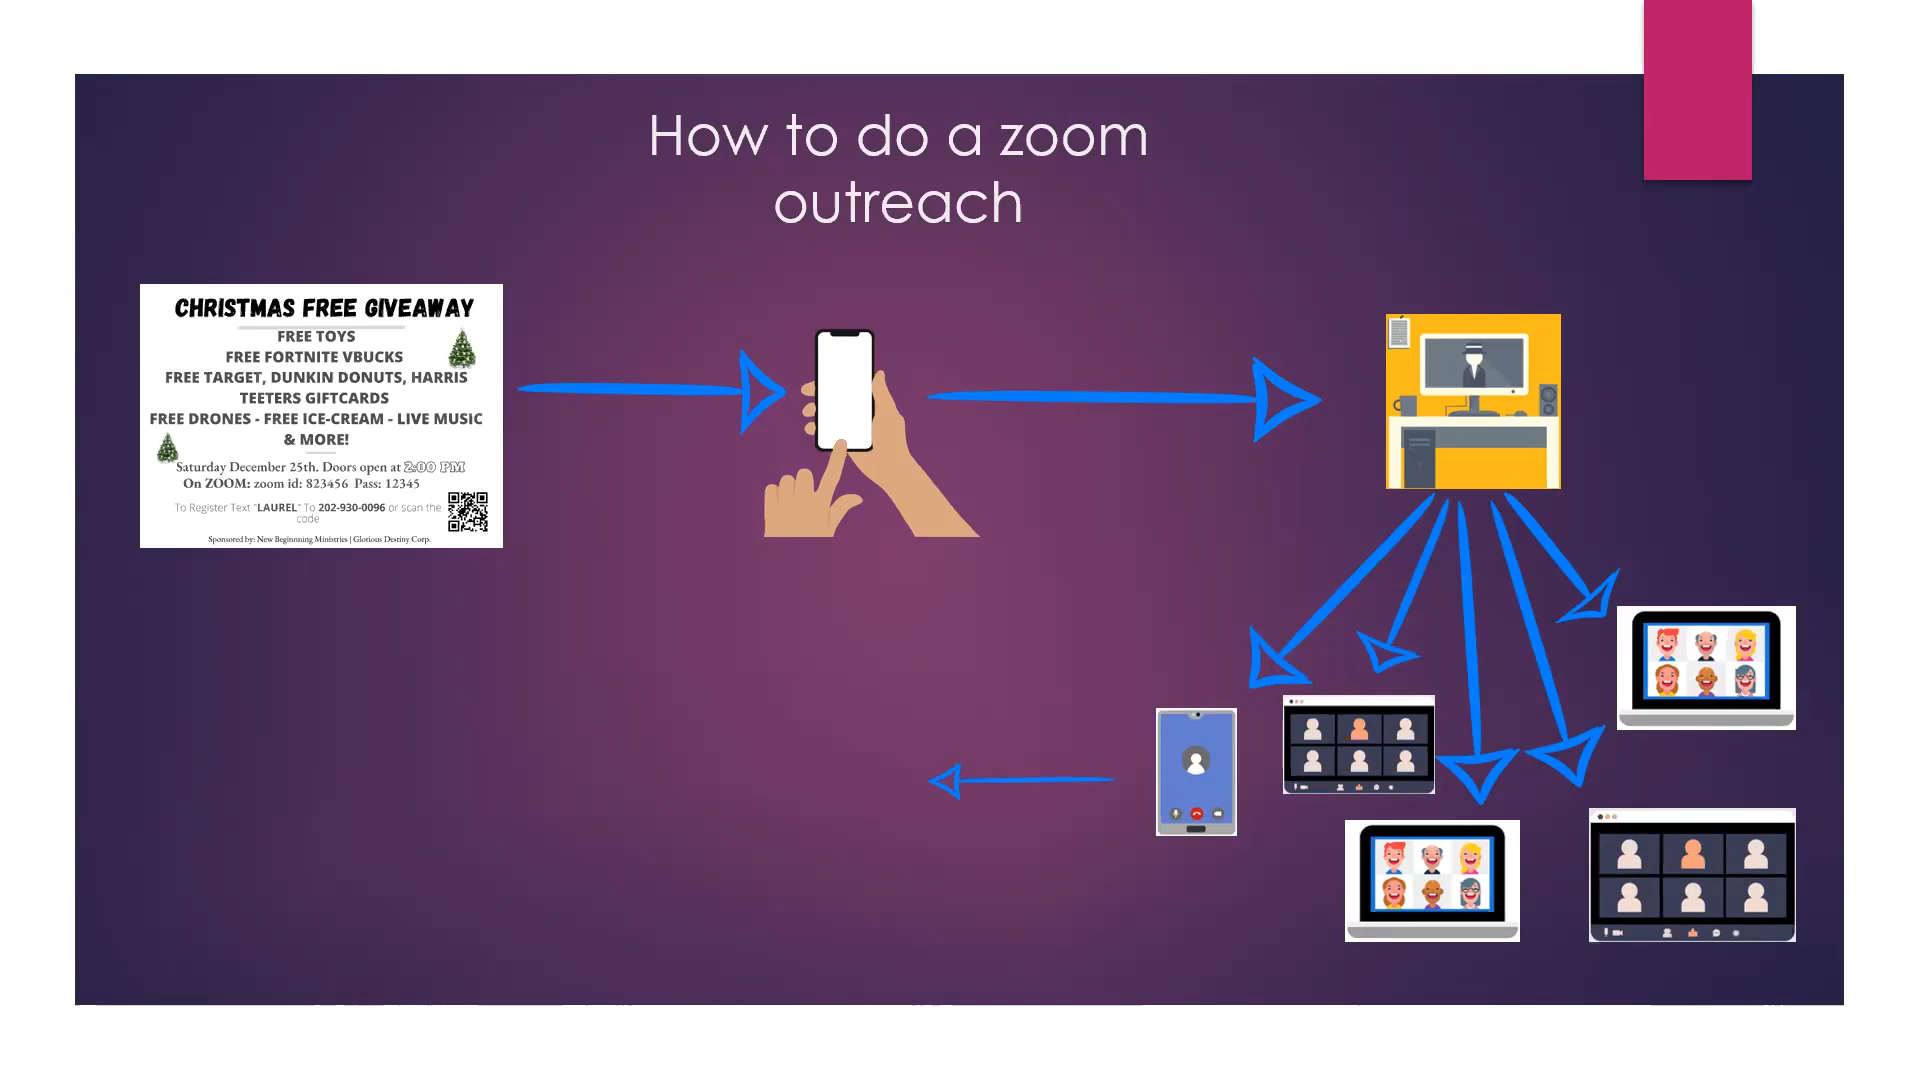 How to do a zoom
outreach
CHRISTMAS FREE GIVEAWAY
FREE TOYS
FREE FORTNITE VBUCKS
FREE TARGET, DUNKIN DONUTS, HARRIS
TEETERS GIFTCARDS
FREE DRONES - FREE ICE-CREAM - LIVE MUSIC
& MORE!
Saturday December 25th. Doors open at 2:00 PM
On ZOOM: zoom id: 823456 Pass: 12345
To Register Text "LAUREL" To 202-930-0096 or scan the
code
Sponsored by: New Beginnning Ministries | Glorious Destiny Corp.